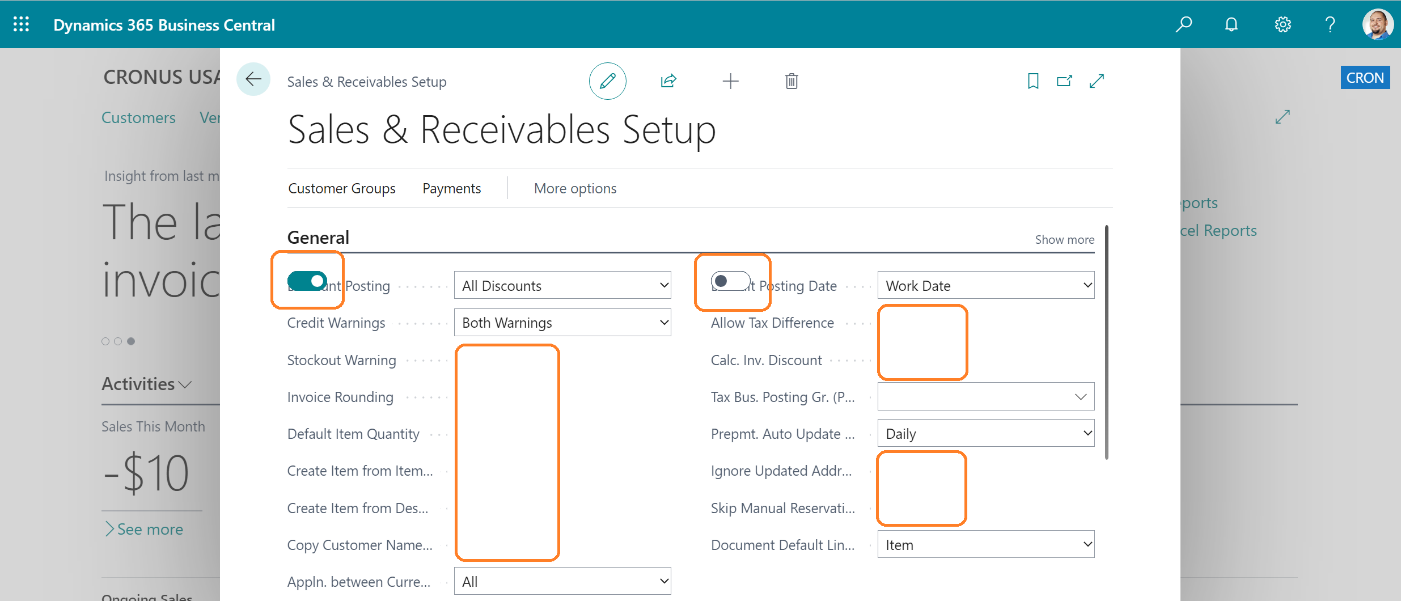 Dynamics 365 Business Central
CRONUS USA
CRON
Sales & Receivables Setup
Customers
Sales & Receivables Setup
Insight from last m
Customer Groups Payments More options
The la
invoic
ports
cel Reports
General
Show more
Posting All Discounts
Credit Warnings Both Warnings
Stockout Warning
Invoice Rounding
Default Item Quantity
Create Item from Item...
Create Item from Des...
Copy Customer Name...
Appln. between Curre... All
Posting Date Work Date
Allow Tax Difference
Calc. Inv. Discount
Tax Bus. Posting Gr. (P...
Prepmt. Auto Update ... Daily
Ignore Updated Addr...
Skip Manual Reservati...
Document Default Lin... Item
Activities
Sales This Month
-$10
See more
Ongoing Sales